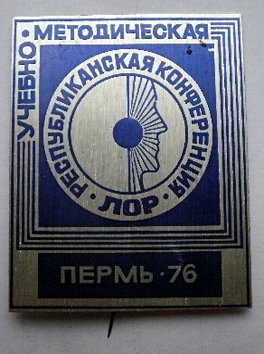 УЧЕБНО·МЕТОДИЧЕСКАЯ
РЕСПУБЛИКАНСКАЯ КОНФЕРЕНЦИЯ
·ЛОР·
ПЕРМЬ·76